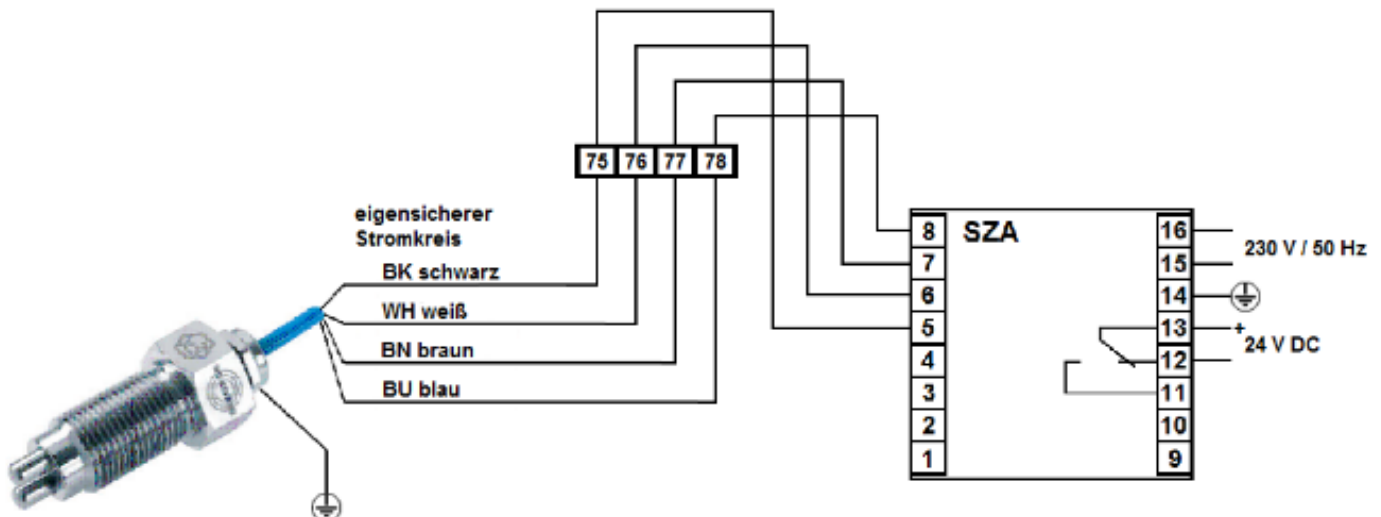 75 76 77 78
eigensicherer
Stromkreis
BK schwarz
WH weiß
BN braun
BU blau
SZA
8
7
6
5
4
3
2
1
16
15
14
13
12
11
10
9
230 V / 50 Hz
+
24 V DC